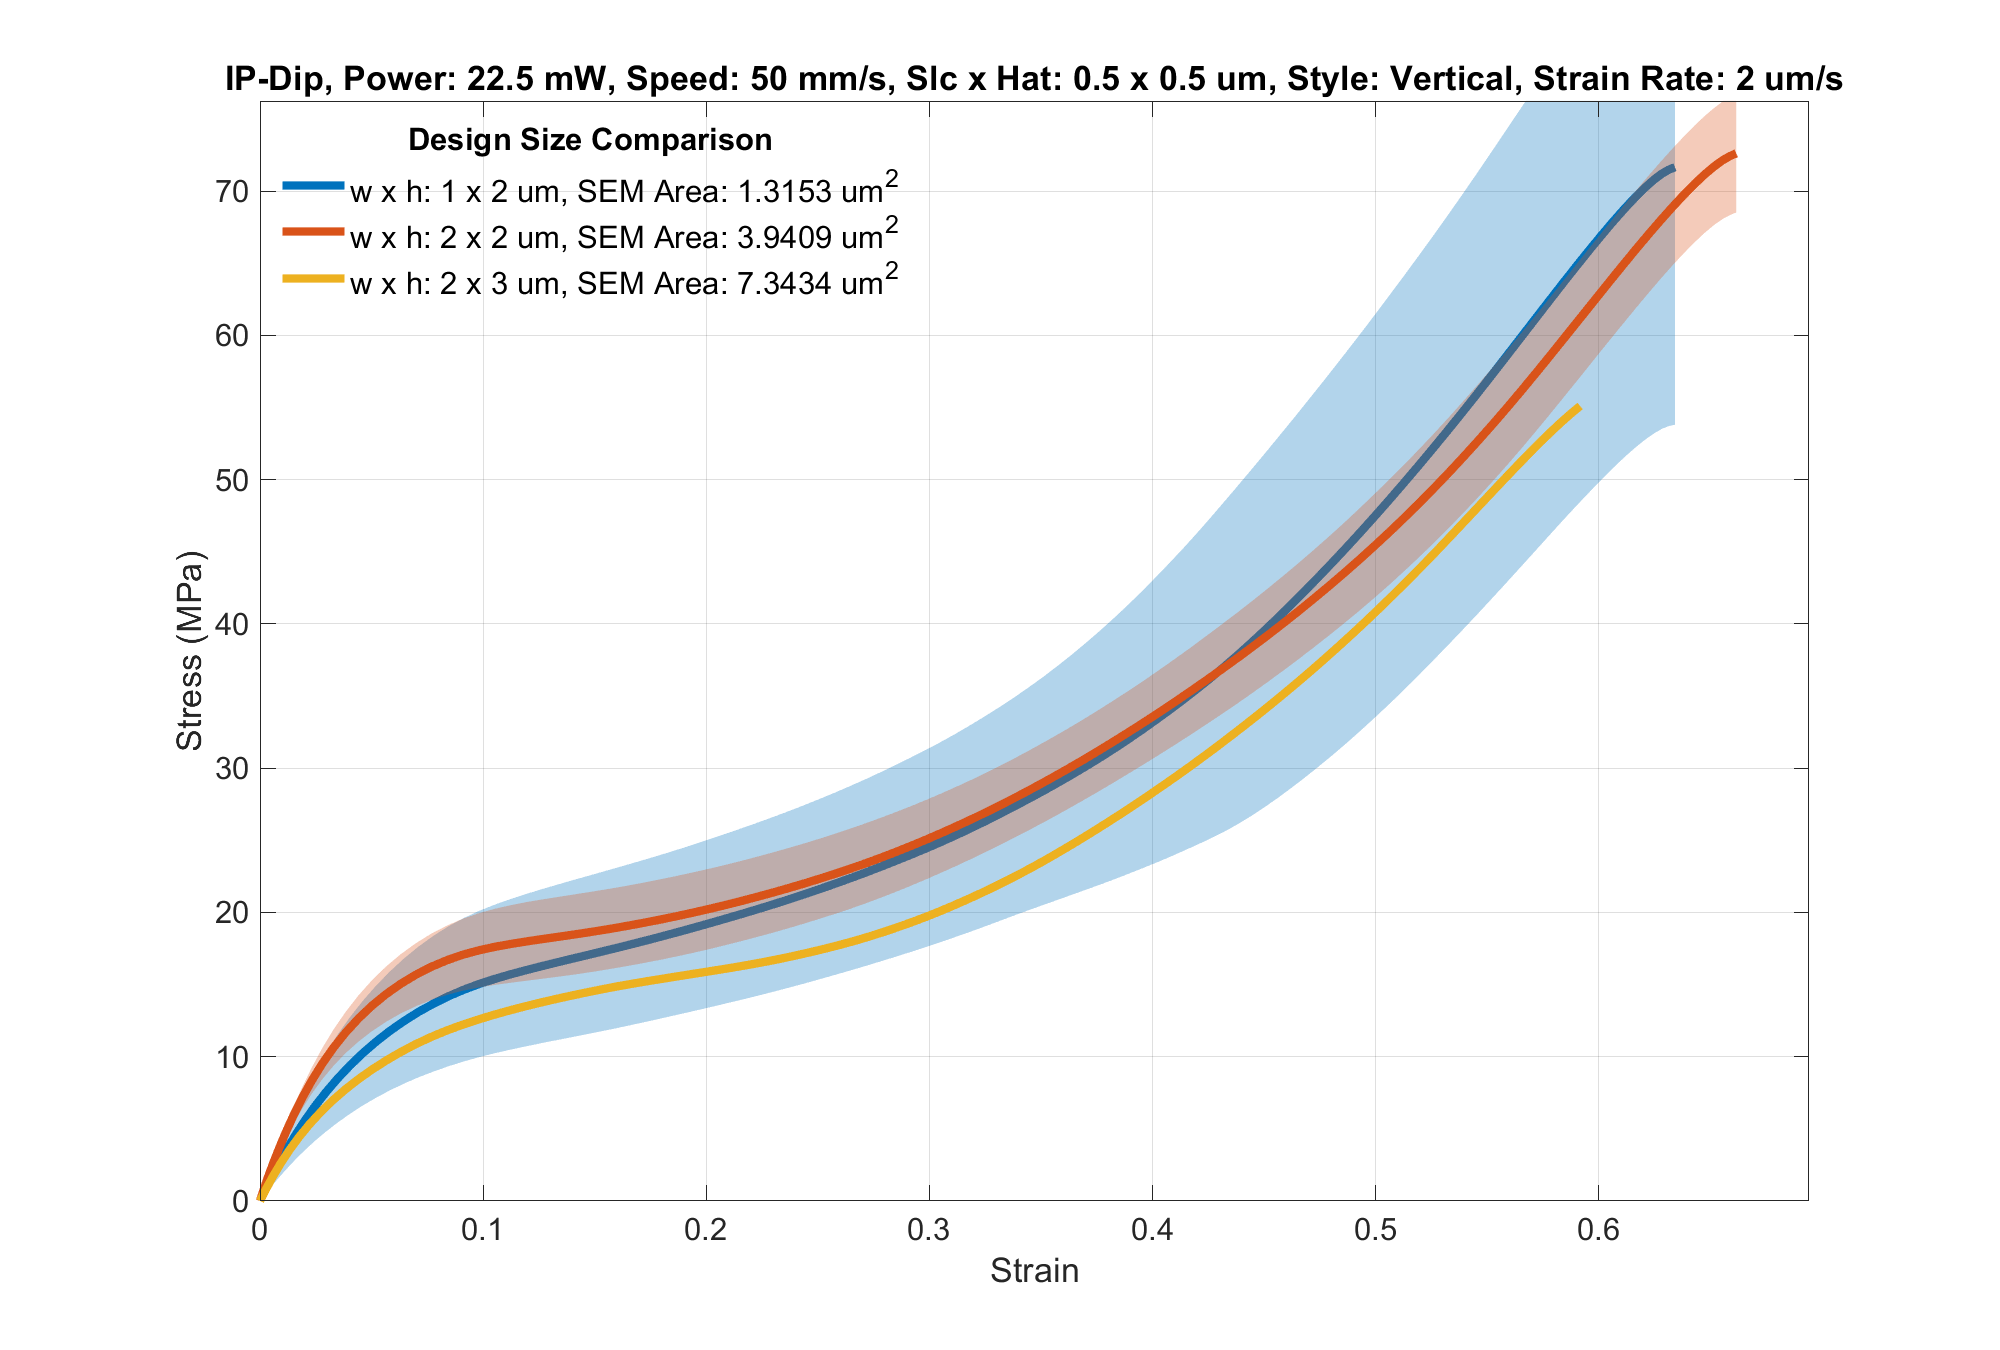 IP-Dip, Power: 22.5 mW, Speed: 50 mm/s, Slc x Hat: 0.5 x 0.5 um, Style: Vertical, Strain Rate: 2 um/s
Design Size Comparison
w x h: 1 x 2 um, SEM Area: 1.3153 um²
w x h: 2 x 2 um, SEM Area: 3.9409 um²
w x h: 2 x 3 um, SEM Area: 7.3434 um²
70
60
50
40
30
20
10
0
Stress (MPa)
0 0.1 0.2 0.3 0.4 0.5 0.6
Strain